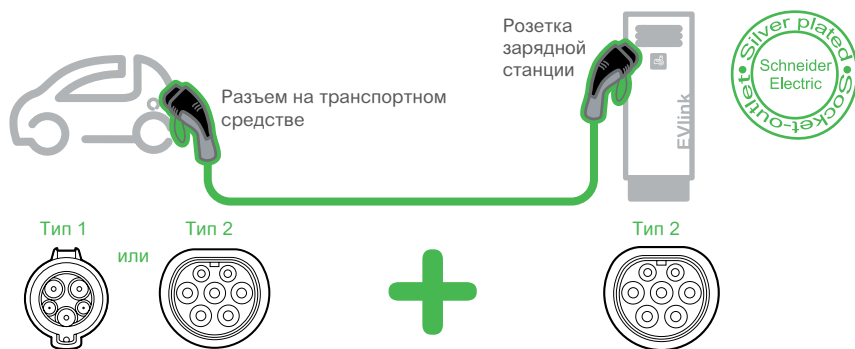 Розетка
зарядной
станции
Разъем на транспортном
средстве
EVlink
Silver plated
Schneider
Electric
Socket-outlet
Тип 1
или
Тип 2
Тип 2